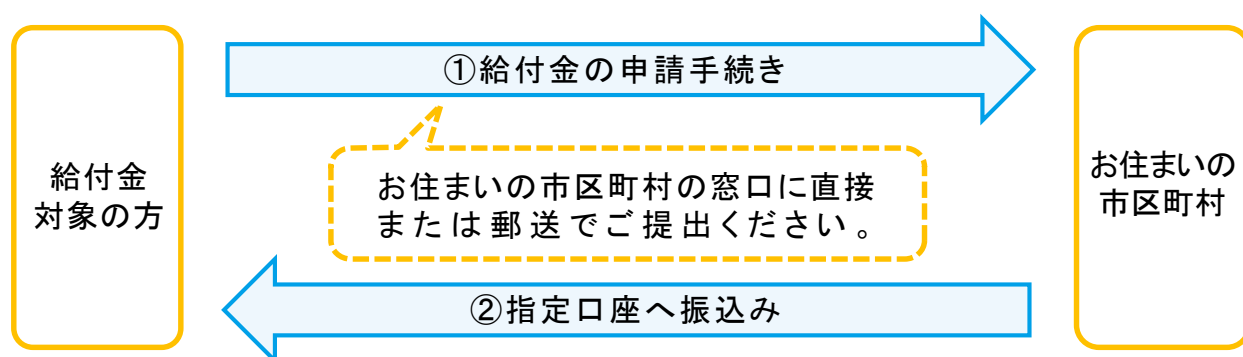 ①給付金の申請手続き
給付金
対象の方
お住まいの市区町村の窓口に直接
または郵送でご提出ください。
お住まいの
市区町村
②指定口座へ振込み